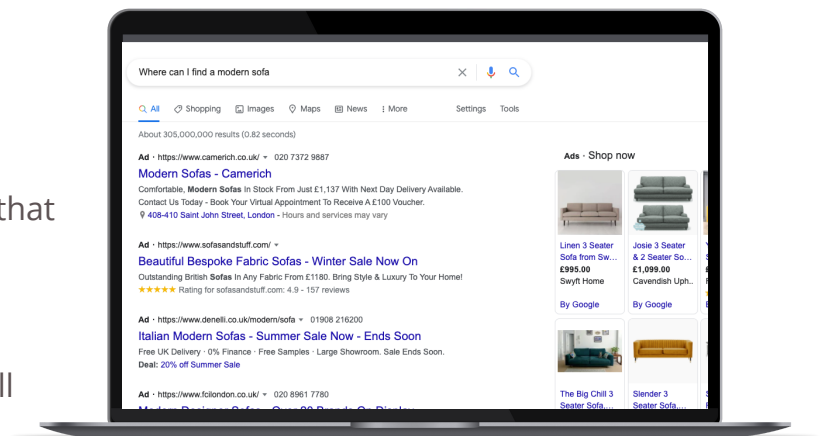 that
ll
Where can I find a modern sofa
All Shopping Images Maps News More Settings Tools
About 305,000,000 results (0.82 seconds)
Ad · https://www.camerich.co.uk/ 020 7372 9887
Modern Sofas - Camerich
Comfortable, Modern Sofas In Stock From Just £1,137 With Next Day Delivery Available.
Contact Us Today - Book Your Virtual Appointment To Receive A £100 Voucher.
408-410 Saint John Street, London - Hours and services may vary
Ad · https://www.sofasandstuff.com/
Beautiful Bespoke Fabric Sofas - Winter Sale Now On
Outstanding British Sofas In Any Fabric From £1180. Bring Style & Luxury To Your Home!
★★★★★ Rating for sofasandstuff.com: 4.9 - 157 reviews
Ad · https://www.denelli.co.uk/modern/sofa 01908 216200
Italian Modern Sofas - Summer Sale Now - Ends Soon
Free UK Delivery · 0% Finance · Free Samples · Large Showroom. Sale Ends Soon.
Deal: 20% off Summer Sale
Ad · https://www.fcilondon.co.uk/ 020 8961 7780
Modern Designer Sofas - Over 90 Brands On Display
Ads · Shop now
Linen 3 Seater
Sofa from Sw...
£995.00
Swyft Home
By Google
Josie 3 Seater
& 2 Seater So...
£1,099.00
Cavendish Uph..
By Google
The Big Chill 3
Seater Sofa,...
Slender 3
Seater Sofa,...